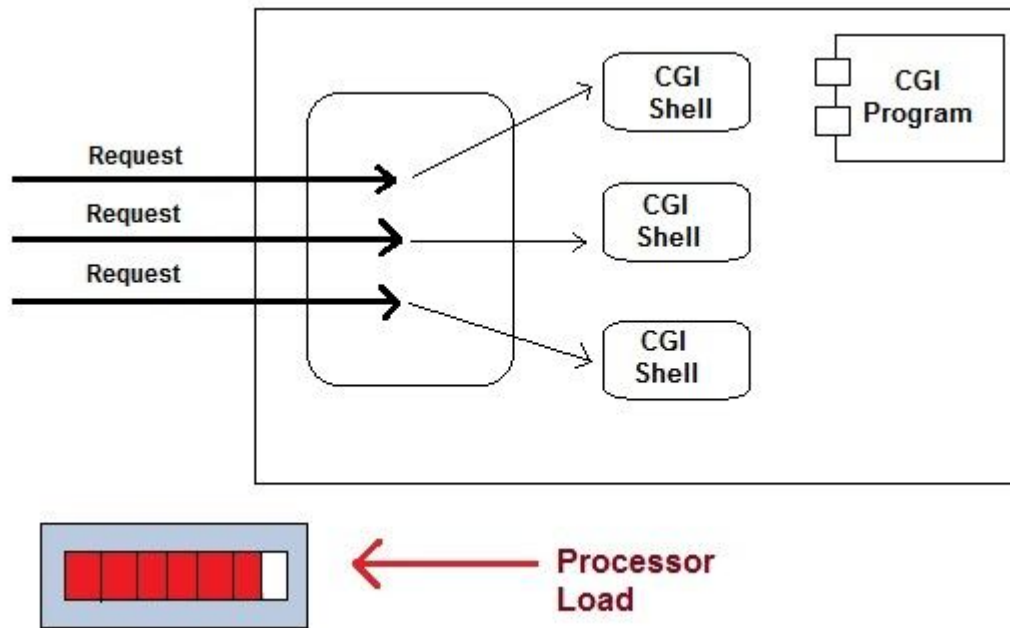 CGI
Shell
CGI
Program
Request
Request
CGI
Shell
Request
CGI
Shell
Processor
Load